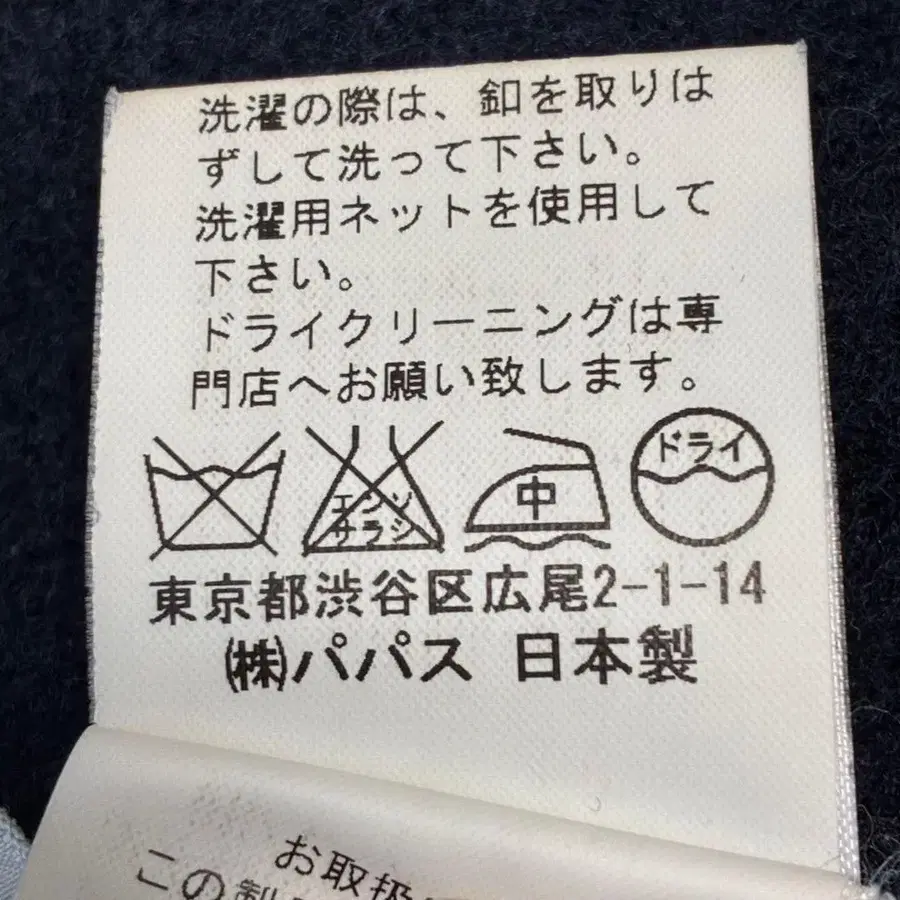 洗濯の際は、釦を取りは
ずして洗って下さい。
洗濯用ネットを使用して
下さい。
ドライクリーニングは専
門店へお願い致します。
エンソ
サラシ
中
ドライ
東京都渋谷区広尾2-1-14
㈱パパス 日本製
お取扱
この製